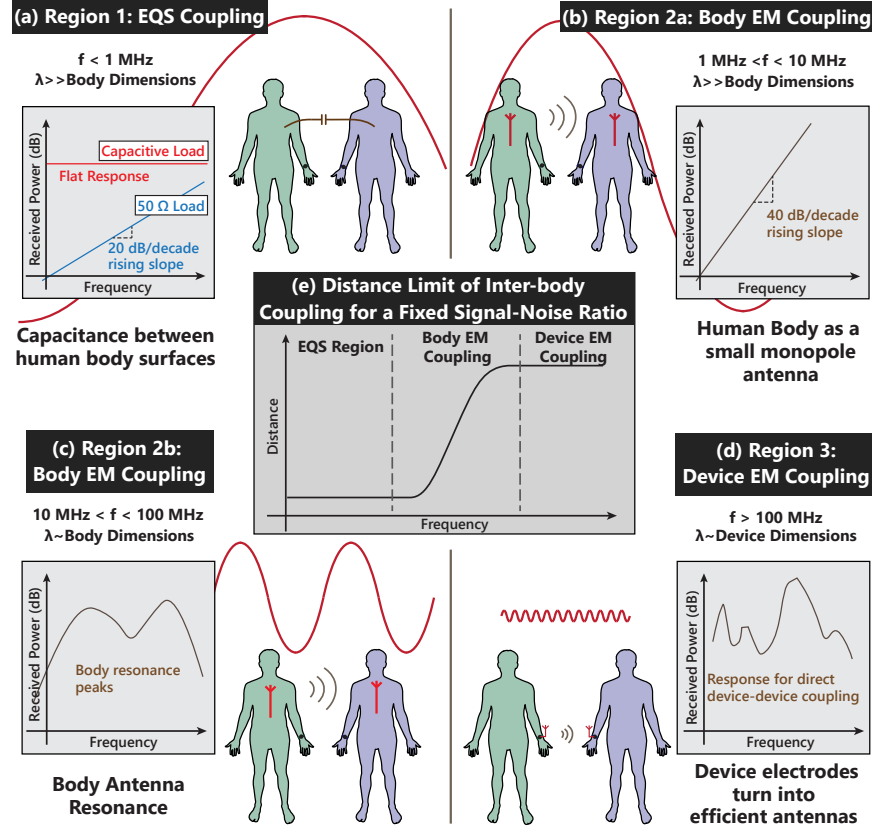 (a) Region 1: EQS Coupling
f < 1 MHz
λ>>Body Dimensions
Received Power (dB)
Capacitive Load
Flat Response
50 Ω Load
20 dB/decade
rising slope
Frequency
Capacitance between
human body surfaces
(b) Region 2a: Body EM Coupling
1 MHz <f < 10 MHz
λ>>Body Dimensions
Received Power (dB)
40 dB/decade
rising slope
Frequency
Human Body as a
small monopole
antenna
(e) Distance Limit of Inter-body
Coupling for a Fixed Signal-Noise Ratio
EQS Region
Body EM
Coupling
Device EM
Coupling
Distance
Frequency
(c) Region 2b:
Body EM Coupling
10 MHz < f < 100 MHz
λ~Body Dimensions
Received Power (dB)
Body resonance
peaks
Frequency
Body Antenna
Resonance
(d) Region 3:
Device EM Coupling
f > 100 MHz
λ~Device Dimensions
Received Power (dB)
Response for direct
device-device coupling
Frequency
Device electrodes
turn into
efficient antennas